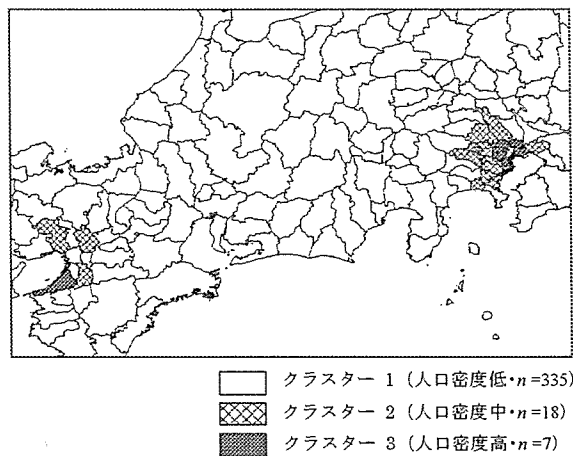 クラスター 1（人口密度低・n=335）
クラスター 2（人口密度中・n=18）
クラスター 3（人口密度高・n=7）